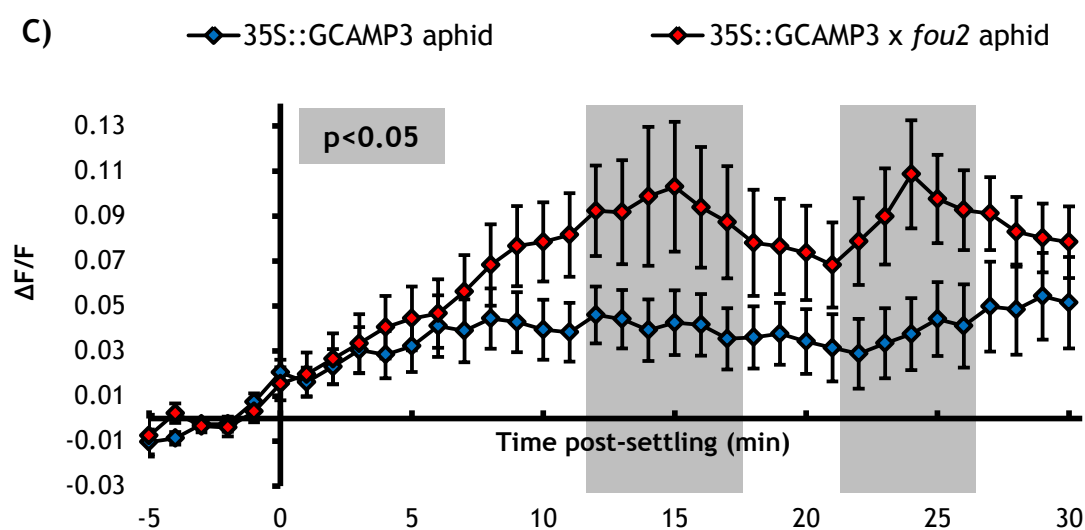 C)
35S::GCAMP3 aphid
35S::GCAMP3 x fou2 aphid
p<0.05
ΔF/F
0.13
0.11
0.09
0.07
0.05
0.03
0.01
-0.01
-0.03
Time post-settling (min)
-5 0 5 10 15 20 25 30